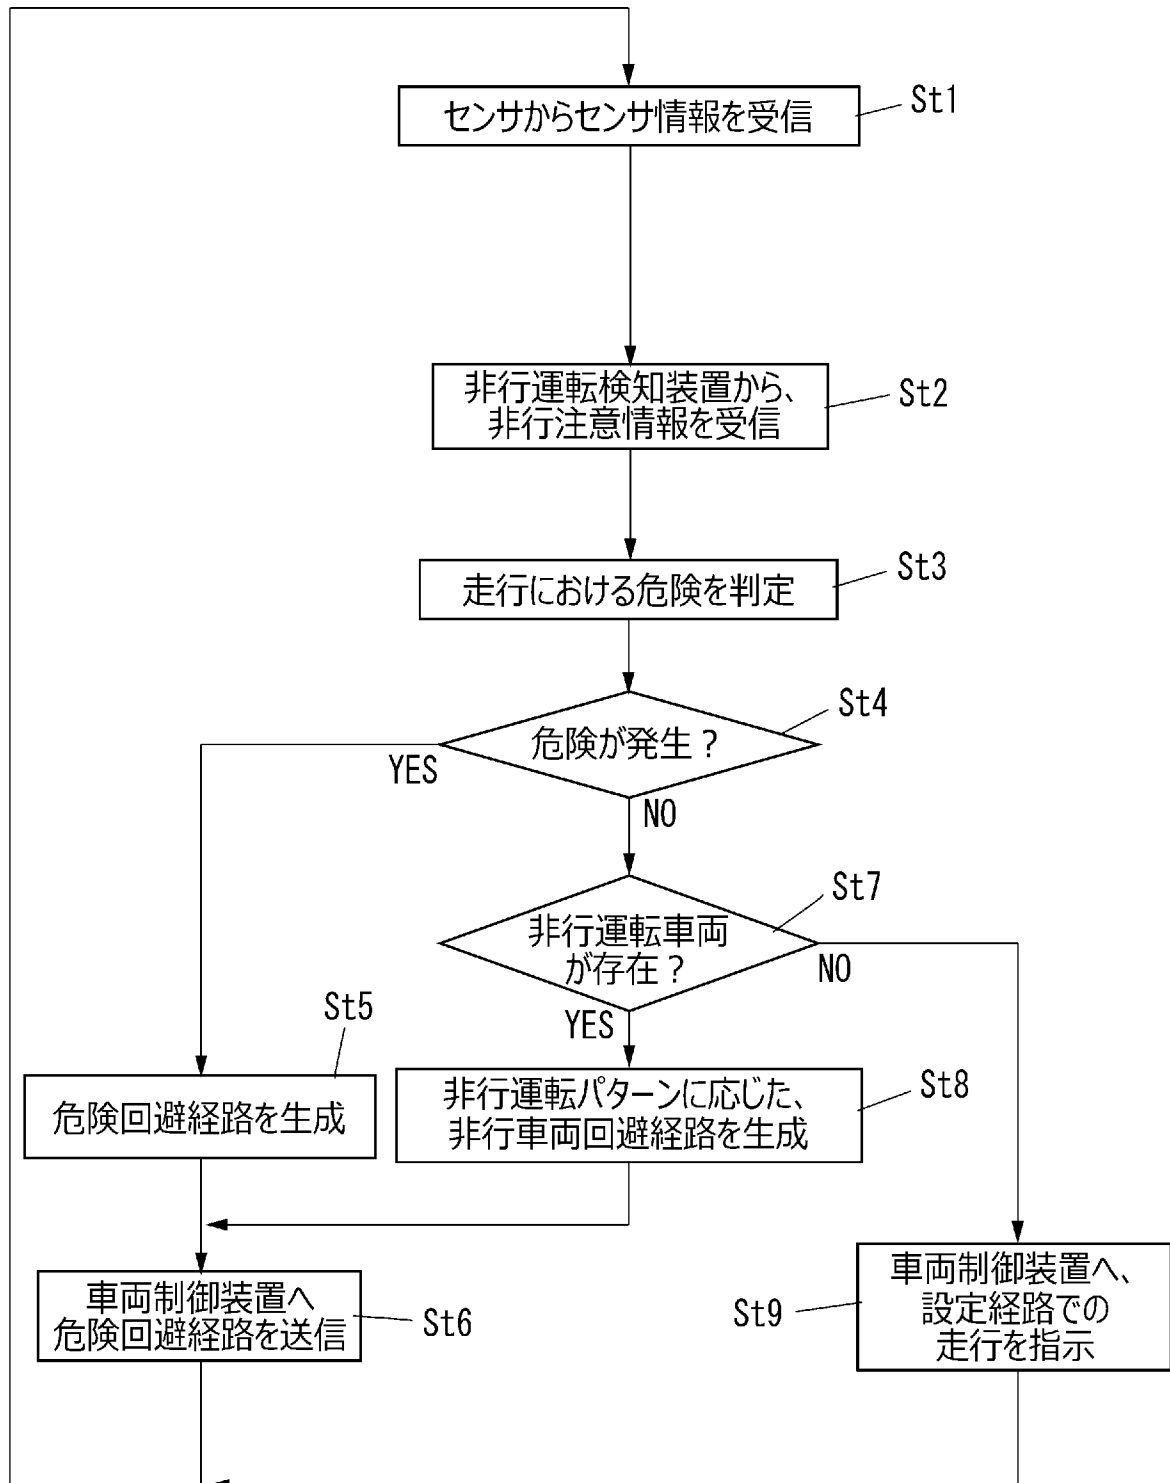 センサからセンサ情報を受信
St1
非行運転検知装置から、
非行注意情報を受信
St2
走行における危険を判定
St3
危険が発生？
St4
YES
NO
非行運転車両
が存在？
St7
NO
YES
St5
危険回避経路を生成
非行運転パターンに応じた、
非行車両回避経路を生成
St8
車両制御装置へ
危険回避経路を送信
St6
車両制御装置へ、
設定経路での
走行を指示
St9